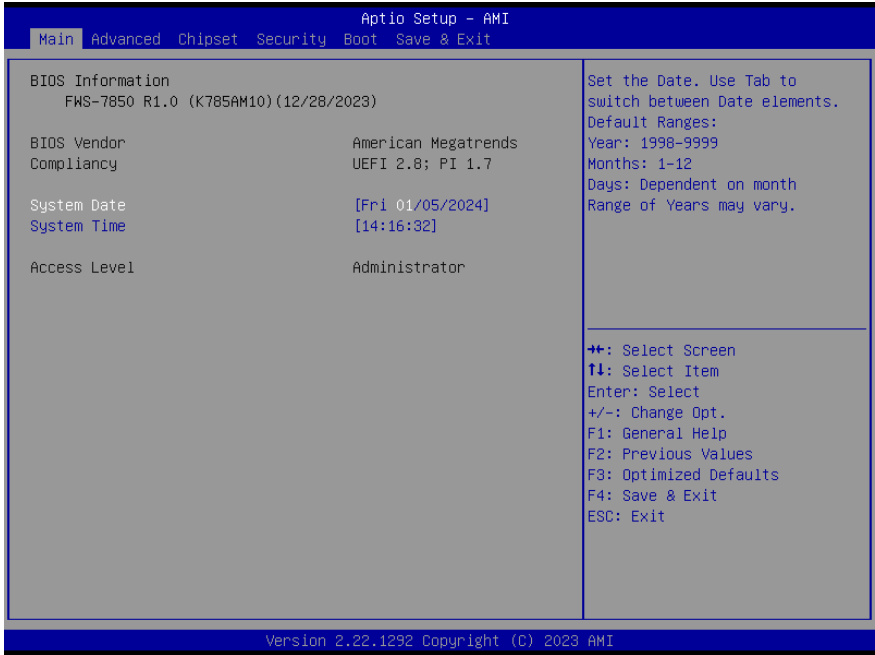 Aptio Setup – AMI
Main Advanced Chipset Security Boot Save & Exit
BIOS Information
FWS-7850 R1.0 (K785AM10)(12/28/2023)
BIOS Vendor American Megatrends
Compliancy UEFI 2.8; PI 1.7
System Date [Fri 01/05/2024]
System Time [14:16:32]
Access Level Administrator
Set the Date. Use Tab to
switch between Date elements.
Default Ranges:
Year: 1998-9999
Months: 1-12
Days: Dependent on month
Range of Years may vary.
→←: Select Screen
↑↓: Select Item
Enter: Select
+/-: Change Opt.
F1: General Help
F2: Previous Values
F3: Optimized Defaults
F4: Save & Exit
ESC: Exit
Version 2.22.1292 Copyright (C) 2023 AMI